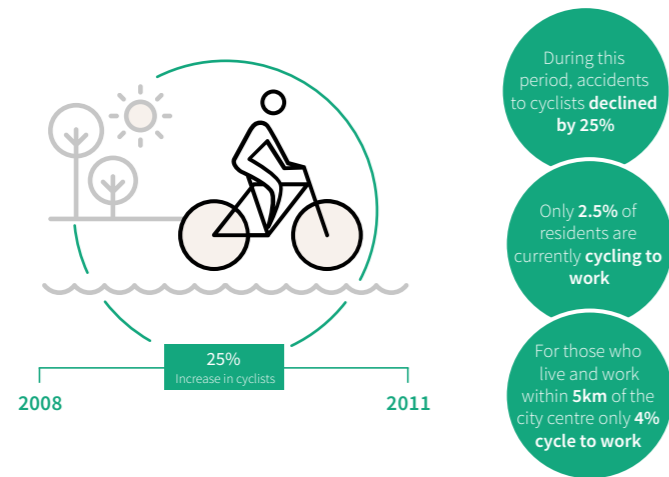 25%
Increase in cyclists
2008
2011
During this
period, accidents
to cyclists declined
by 25%
Only 2.5% of
residents are
currently cycling to
work
For those who
live and work
within 5km of the
city centre only 4%
cycle to work